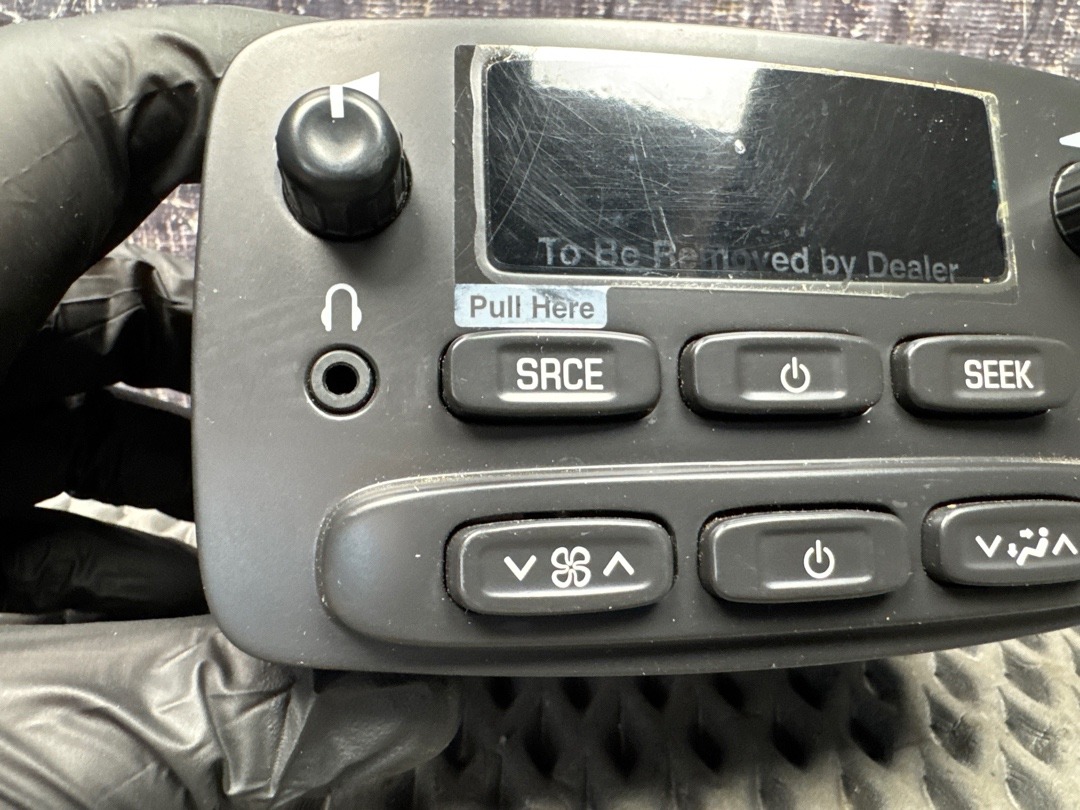 To Be Removed by Dealer
Pull Here
SRCE
SEEK